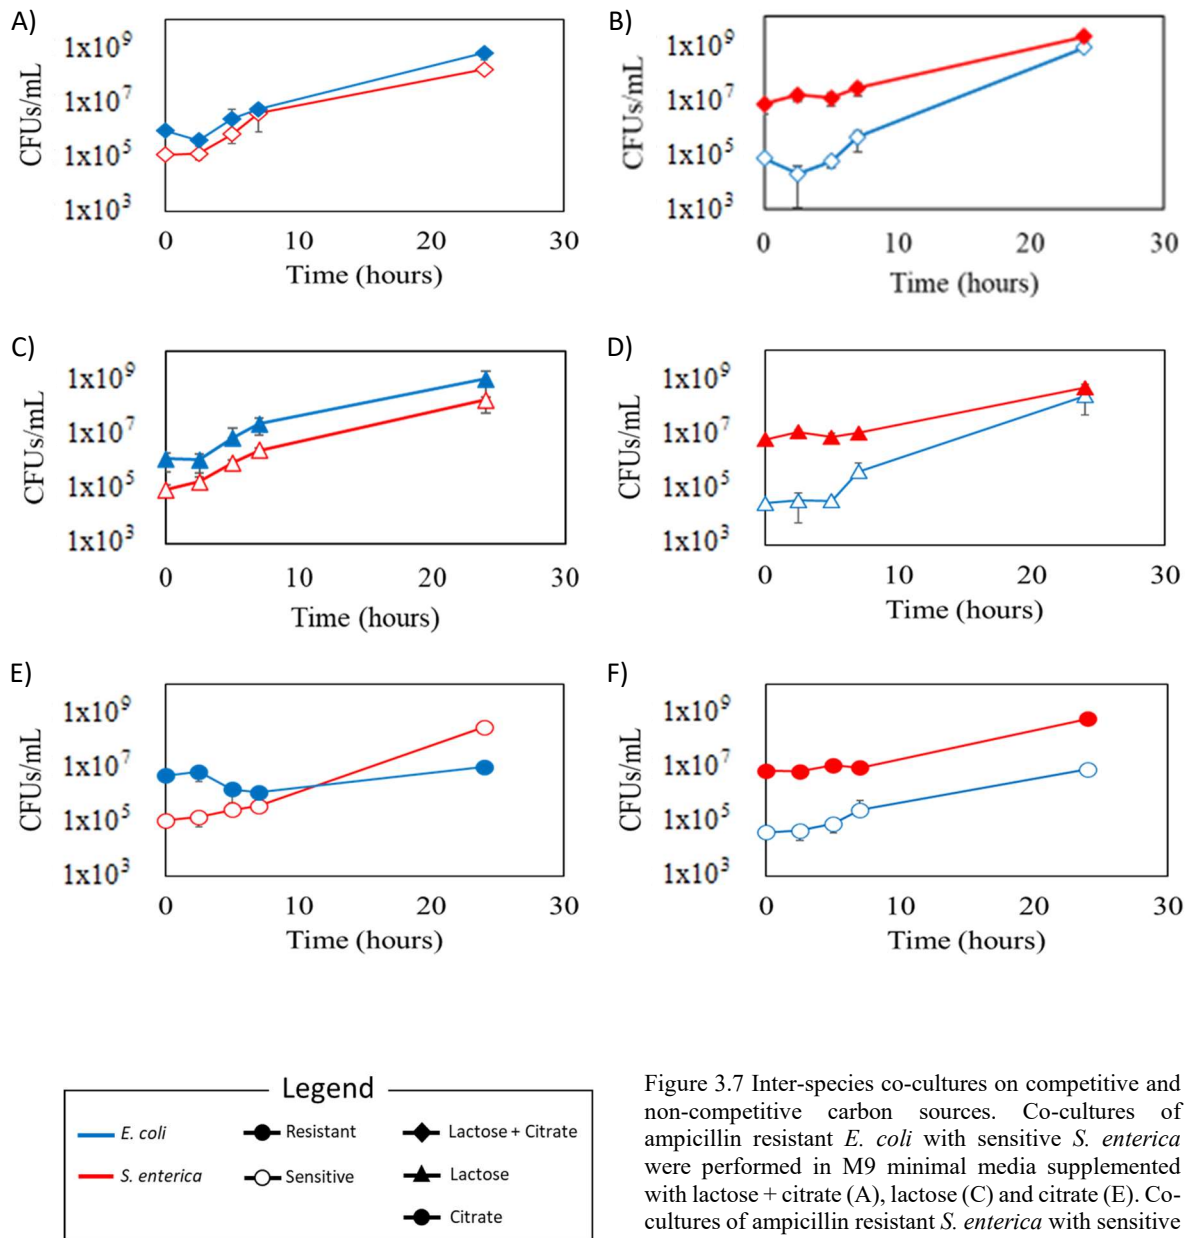 A)
1x10⁹
1x10⁷
1x10⁵
1x10³
CFUs/mL
0 10 20 30
Time (hours)
B)
1x10⁹
1x10⁷
1x10⁵
1x10³
CFUs/mL
0 10 20 30
Time (hours)
C)
1x10⁹
1x10⁷
1x10⁵
1x10³
CFUs/mL
0 10 20 30
Time (hours)
D)
1x10⁹
1x10⁷
1x10⁵
1x10³
CFUs/mL
0 10 20 30
Time (hours)
E)
1x10⁹
1x10⁷
1x10⁵
1x10³
CFUs/mL
0 10 20 30
Time (hours)
F)
1x10⁹
1x10⁷
1x10⁵
1x10³
CFUs/mL
0 10 20 30
Time (hours)
Legend
E. coli Resistant Lactose + Citrate
S. enterica Sensitive Lactose
Citrate
Figure 3.7 Inter-species co-cultures on competitive and
non-competitive carbon sources. Co-cultures of
ampicillin resistant E. coli with sensitive S. enterica
were performed in M9 minimal media supplemented
with lactose + citrate (A), lactose (C) and citrate (E). Co-
cultures of ampicillin resistant S. enterica with sensitive